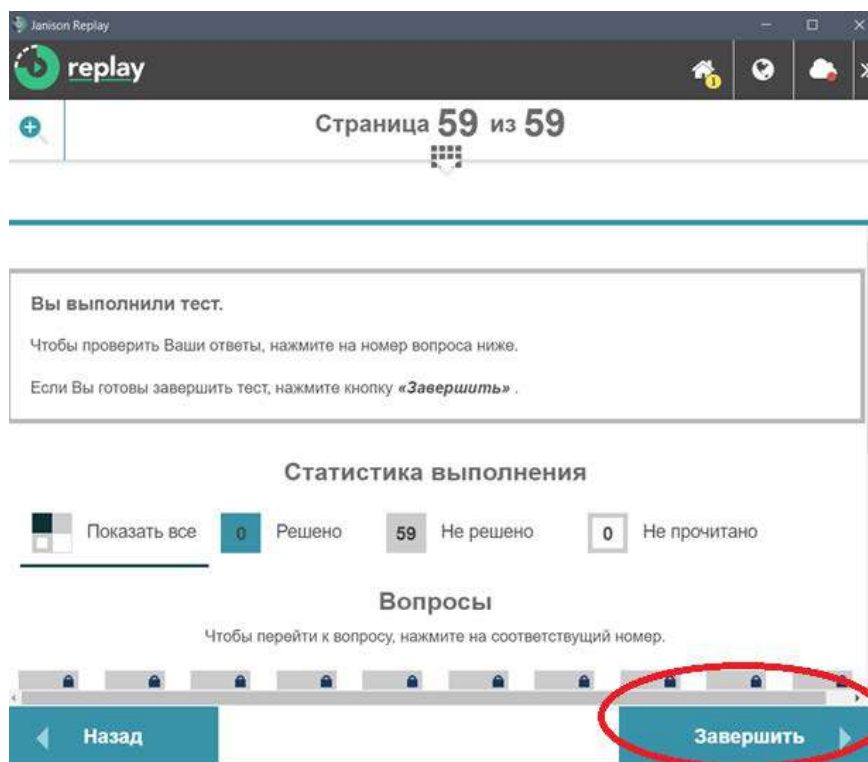 Janison Replay
replay
1
Страница 59 из 59
Вы выполнили тест.
Чтобы проверить Ваши ответы, нажмите на номер вопроса ниже.
Если Вы готовы завершить тест, нажмите кнопку «Завершить» .
Статистика выполнения
Показать все 0 Решено 59 Не решено 0 Не прочитано
Вопросы
Чтобы перейти к вопросу, нажмите на соответствущий номер.
Назад Завершить